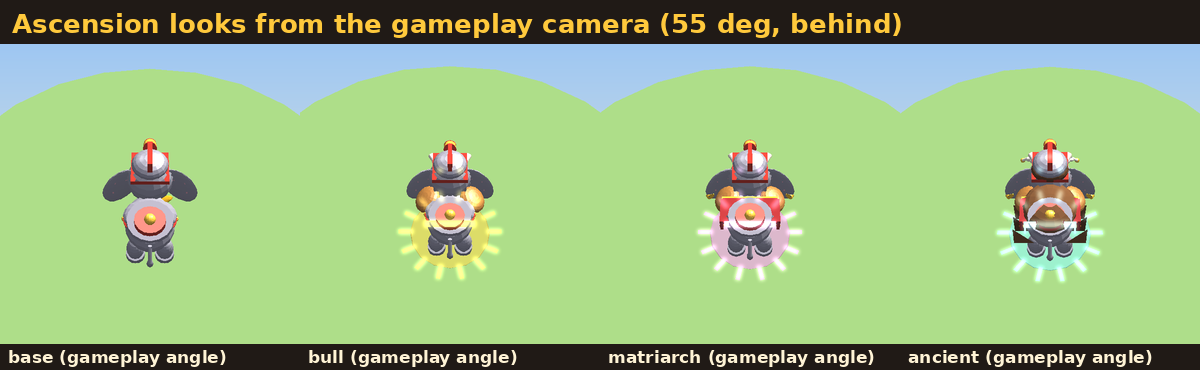 Ascension looks from the gameplay camera (55 deg, behind)
base (gameplay angle)
bull (gameplay angle)
matriarch (gameplay angle)
ancient (gameplay angle)